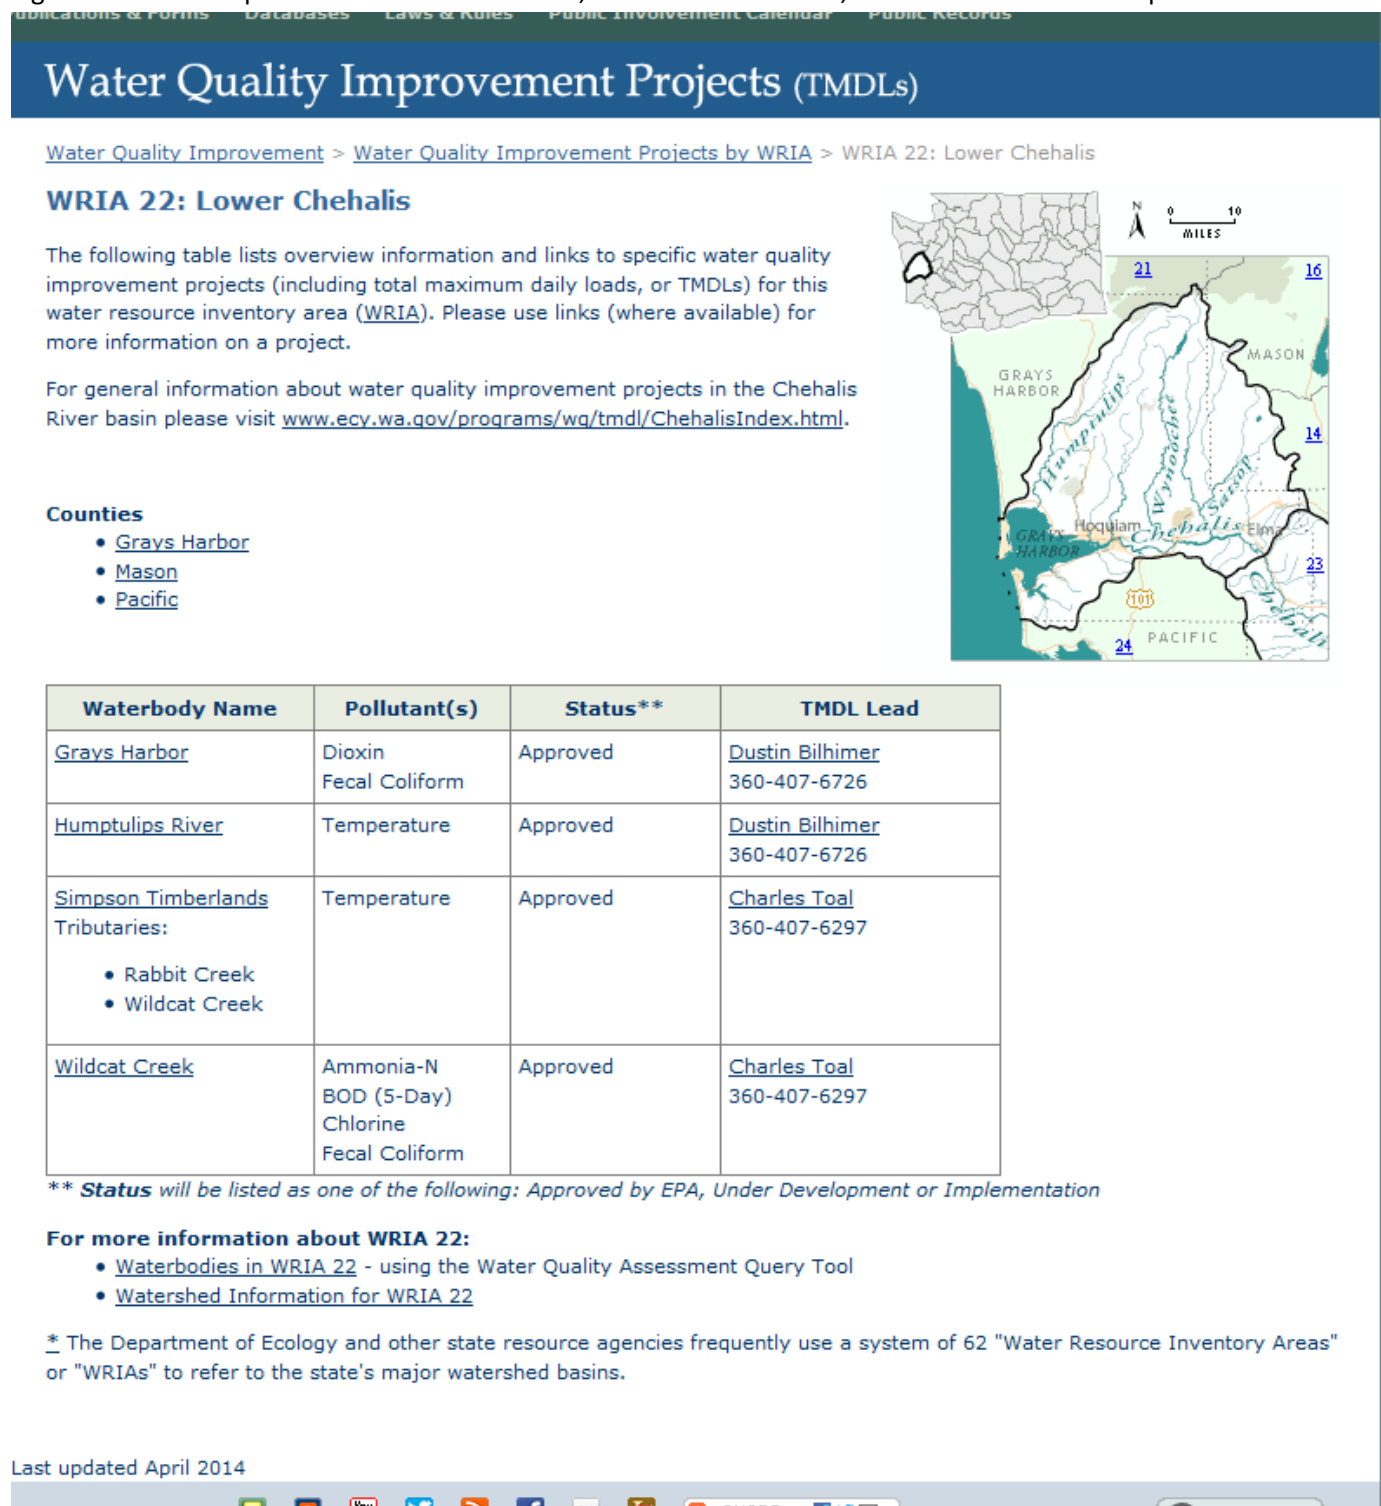 Publications & Forms Databases Laws & Rules Public Involvement Calendar Public Records
Water Quality Improvement Projects (TMDLs)
Water Quality Improvement > Water Quality Improvement Projects by WRIA > WRIA 22: Lower Chehalis
WRIA 22: Lower Chehalis
The following table lists overview information and links to specific water quality
improvement projects (including total maximum daily loads, or TMDLs) for this
water resource inventory area (WRIA). Please use links (where available) for
more information on a project.
For general information about water quality improvement projects in the Chehalis
River basin please visit www.ecy.wa.gov/programs/wq/tmdl/ChehalisIndex.html.
N
0 10
MILES
21
16
MASON
GRAYS
HARBOR
Humptulips
Wynoochee
Satsop
14
Hoquiam
Chehalis
Elma
GRAYS
HARBOR
23
101
Chehali
PACIFIC
24
Counties
• Grays Harbor
• Mason
• Pacific
Waterbody Name Pollutant(s) Status** TMDL Lead
Grays Harbor Dioxin Approved Dustin Bilhimer
Fecal Coliform 360-407-6726
Humptulips River Temperature Approved Dustin Bilhimer
360-407-6726
Simpson Timberlands Temperature Approved Charles Toal
Tributaries: 360-407-6297
• Rabbit Creek
• Wildcat Creek
Wildcat Creek Ammonia-N Approved Charles Toal
BOD (5-Day) 360-407-6297
Chlorine
Fecal Coliform
** Status will be listed as one of the following: Approved by EPA, Under Development or Implementation
For more information about WRIA 22:
• Waterbodies in WRIA 22 - using the Water Quality Assessment Query Tool
• Watershed Information for WRIA 22
* The Department of Ecology and other state resource agencies frequently use a system of 62 "Water Resource Inventory Areas"
or "WRIAs" to refer to the state's major watershed basins.
Last updated April 2014